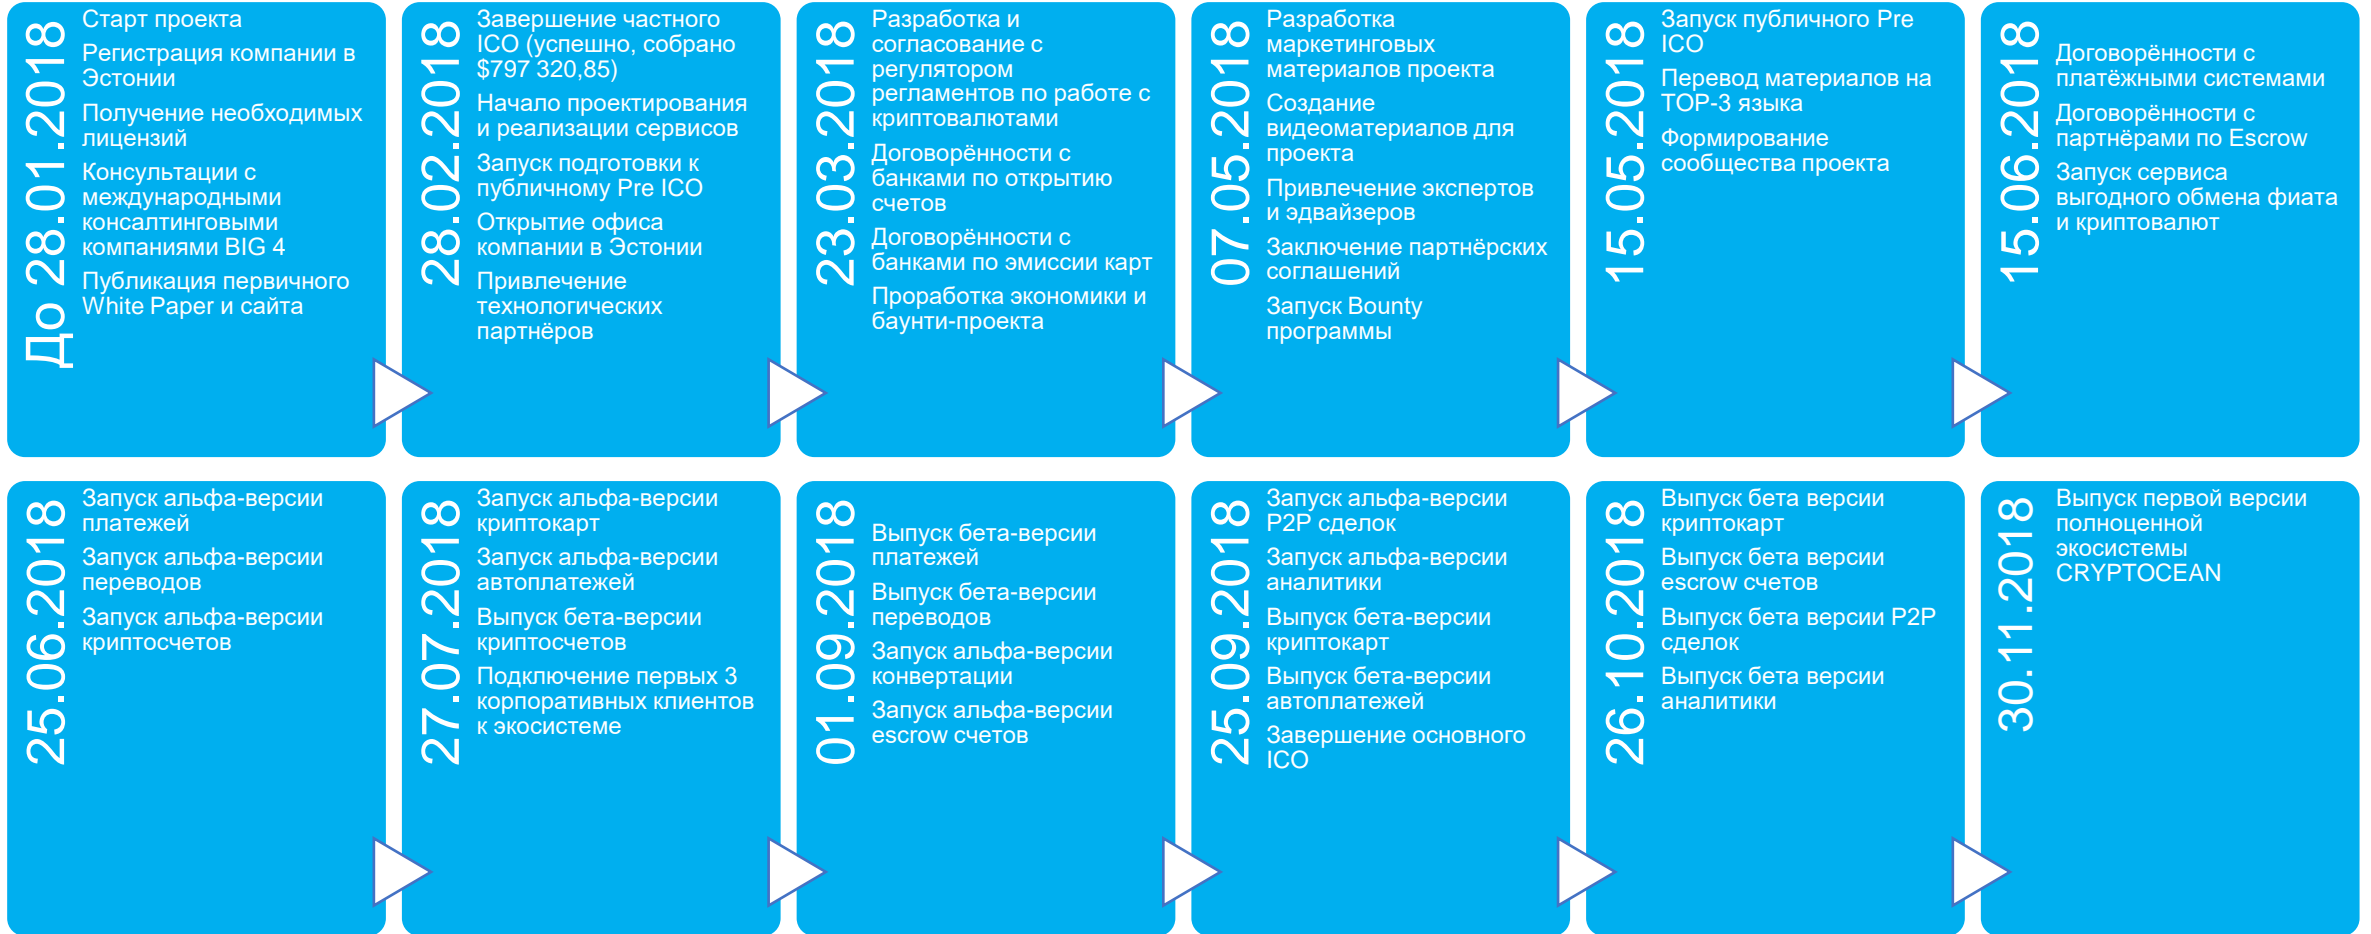 До 28.01.2018
Старт проекта
Регистрация компании в
Эстонии
Получение необходимых
лицензий
Консультации с
международными
консалтинговыми
компаниями BIG 4
Публикация первичного
White Paper и сайта
28.02.2018
Завершение частного
ICO (успешно, собрано
$797 320,85)
Начало проектирования
и реализации сервисов
Запуск подготовки к
публичному Pre ICO
Открытие офиса
компании в Эстонии
Привлечение
технологических
партнёров
23.03.2018
Разработка и
согласование с
регулятором
регламентов по работе с
криптовалютами
Договорённости с
банками по открытию
счетов
Договорённости с
банками по эмиссии карт
Проработка экономики и
баунти-проекта
07.05.2018
Разработка
маркетинговых
материалов проекта
Создание
видеоматериалов для
проекта
Привлечение экспертов
и эдвайзеров
Заключение партнёрских
соглашений
Запуск Bounty
программы
15.05.2018
Запуск публичного Pre
ICO
Перевод материалов на
TOP-3 языка
Формирование
сообщества проекта
15.06.2018
Договорённости с
платёжными системами
Договорённости с
партнёрами по Escrow
Запуск сервиса
выгодного обмена фиата
и криптовалют
25.06.2018
Запуск альфа-версии
платежей
Запуск альфа-версии
переводов
Запуск альфа-версии
криптосчетов
27.07.2018
Запуск альфа-версии
криптокарт
Запуск альфа-версии
автоплатежей
Выпуск бета-версии
криптосчетов
Подключение первых 3
корпоративных клиентов
к экосистеме
01.09.2018
Выпуск бета-версии
платежей
Выпуск бета-версии
переводов
Запуск альфа-версии
конвертации
Запуск альфа-версии
escrow счетов
25.09.2018
Запуск альфа-версии
P2P сделок
Запуск альфа-версии
аналитики
Выпуск бета-версии
криптокарт
Выпуск бета-версии
автоплатежей
Завершение основного
ICO
26.10.2018
Выпуск бета версии
криптокарт
Выпуск бета версии
escrow счетов
Выпуск бета версии P2P
сделок
Выпуск бета версии
аналитики
30.11.2018
Выпуск первой версии
полноценной
экосистемы
CRYPTOCEAN